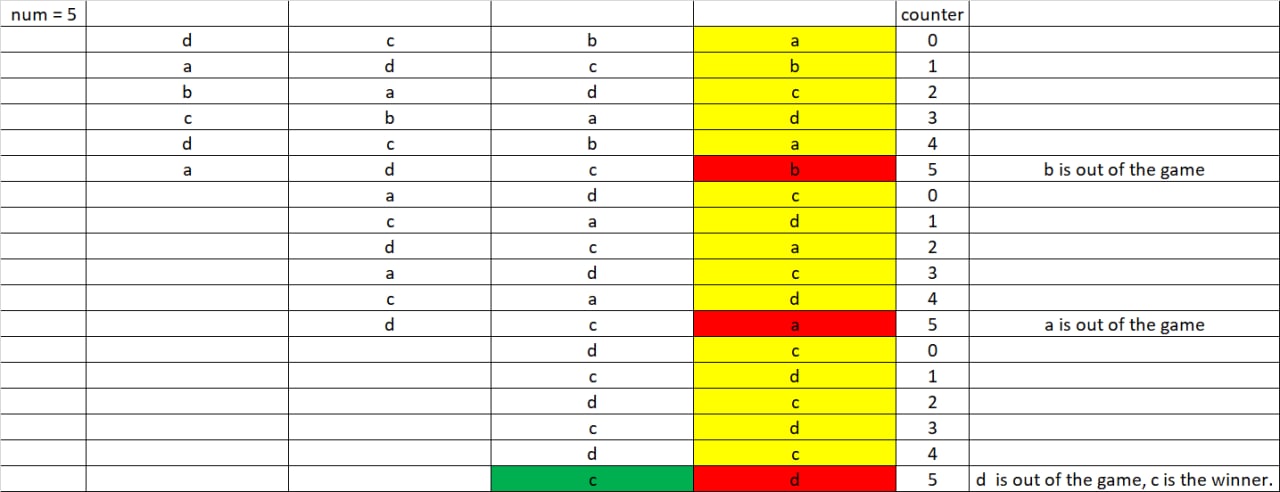 num = 5 counter
d c b a 0
a d c b 1
b a d c 2
c b a d 3
d c b a 4
a d c b 5 b is out of the game
a d c 0
c a d 1
d c a 2
a d c 3
c a d 4
d c a 5 a is out of the game
d c 0
c d 1
d c 2
c d 3
d c 4
c d 5 d  is out of the game, c is the winner.